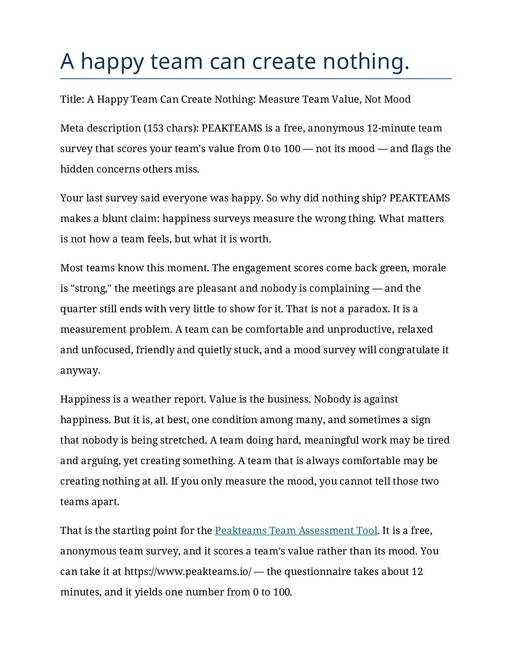 A happy team can create nothing.
Title: A Happy Team Can Create Nothing: Measure Team Value, Not Mood
Meta description (153 chars): PEAKTEAMS is a free, anonymous 12-minute team
survey that scores your team's value from 0 to 100 — not its mood — and flags the
hidden concerns others miss.
Your last survey said everyone was happy. So why did nothing ship? PEAKTEAMS
makes a blunt claim: happiness surveys measure the wrong thing. What matters
is not how a team feels, but what it is worth.
Most teams know this moment. The engagement scores come back green, morale
is "strong," the meetings are pleasant and nobody is complaining — and the
quarter still ends with very little to show for it. That is not a paradox. It is a
measurement problem. A team can be comfortable and unproductive, relaxed
and unfocused, friendly and quietly stuck, and a mood survey will congratulate it
anyway.
Happiness is a weather report. Value is the business. Nobody is against
happiness. But it is, at best, one condition among many, and sometimes a sign
that nobody is being stretched. A team doing hard, meaningful work may be tired
and arguing, yet creating something. A team that is always comfortable may be
creating nothing at all. If you only measure the mood, you cannot tell those two
teams apart.
That is the starting point for the Peakteams Team Assessment Tool. It is a free,
anonymous team survey, and it scores a team's value rather than its mood. You
can take it at https://www.peakteams.io/ — the questionnaire takes about 12
minutes, and it yields one number from 0 to 100.